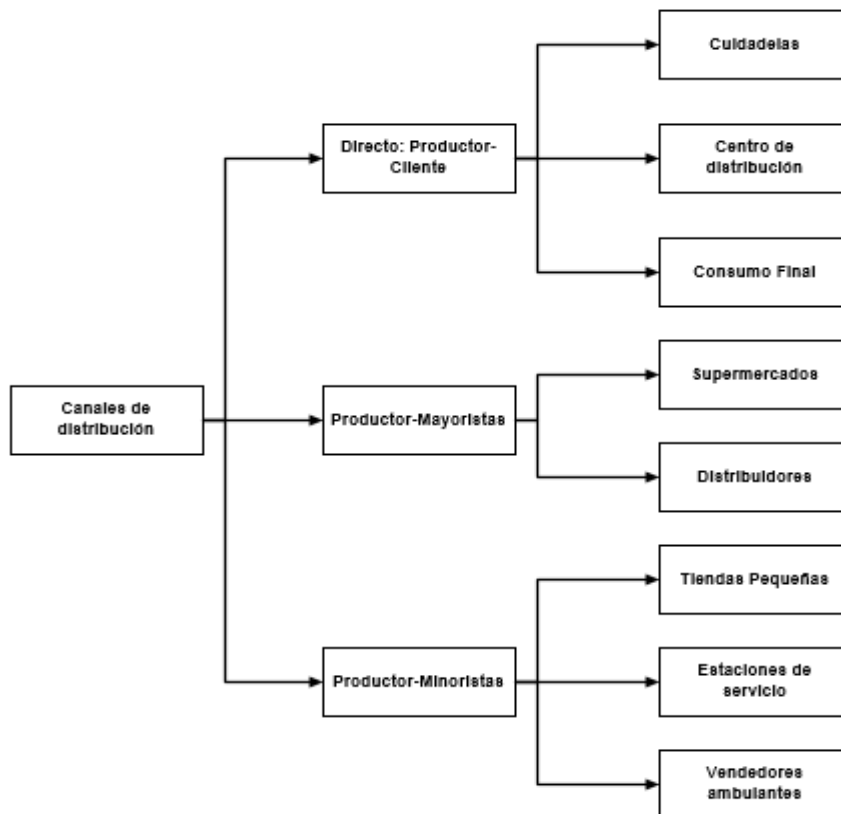 Cuidadelas
Directo: Productor-
Cliente
Centro de
distribución
Consumo Final
Canales de
distribución
Productor-Mayoristas
Supermercados
Distribuidores
Productor-Minoristas
Tiendas Pequeñas
Estaciones de
servicio
Vendedores
ambulantes